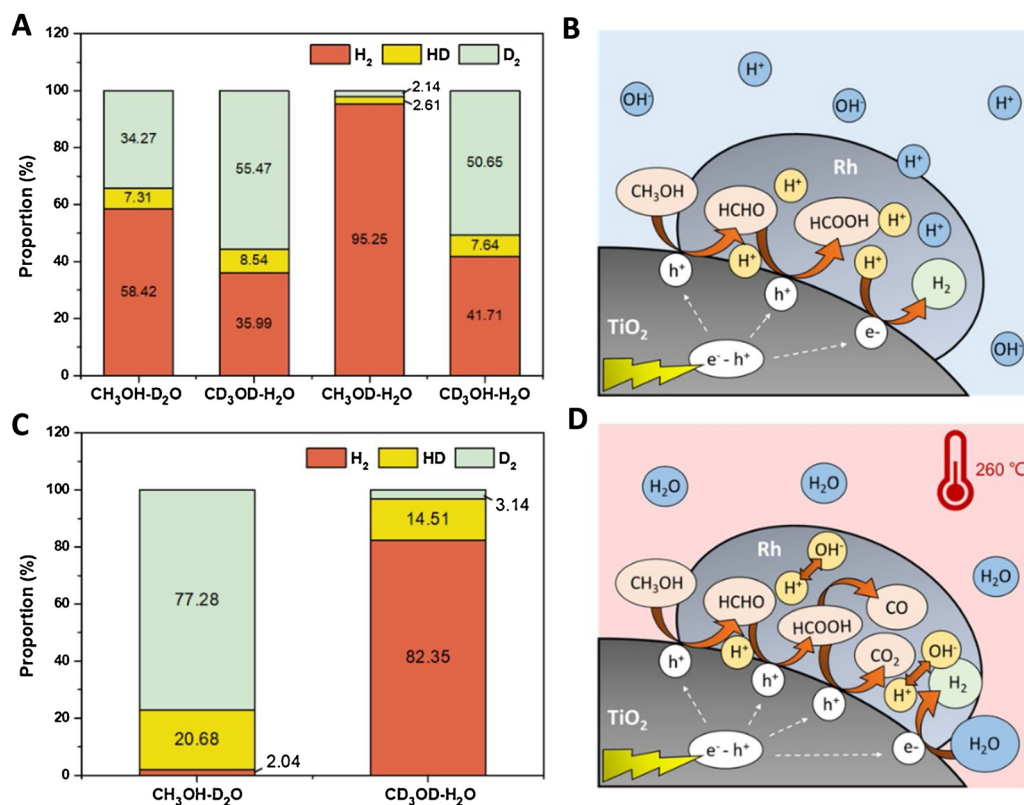 A
120
100
80
60
40
20
0
Proportion (%)
H₂ HD D₂
34.27
7.31
58.42
55.47
8.54
35.99
2.14
2.61
95.25
50.65
7.64
41.71
CH₃OH-D₂O CD₃OD-H₂O CH₃OD-H₂O CD₃OH-H₂O
B
H⁺
OH⁻
OH⁻
H⁺
Rh
H⁺
CH₃OH
H⁺
HCHO
HCOOH
H⁺
H⁺
H⁺
H⁺
h⁺
h⁺
H₂
TiO₂
e-
e⁻ - h⁺
OH⁻
C
120
100
80
60
40
20
0
Proportion (%)
H₂ HD D₂
77.28
20.68
2.04
3.14
14.51
82.35
CH₃OH-D₂O CD₃OD-H₂O
D
260 °C
H₂O
H₂O
H₂O
Rh
OH⁻
CH₃OH
H⁺
HCHO
CO
HCOOH
H⁺
CO₂
OH⁻
H⁺
H₂
h⁺
h⁺
h⁺
TiO₂
e⁻ - h⁺
e-
H₂O